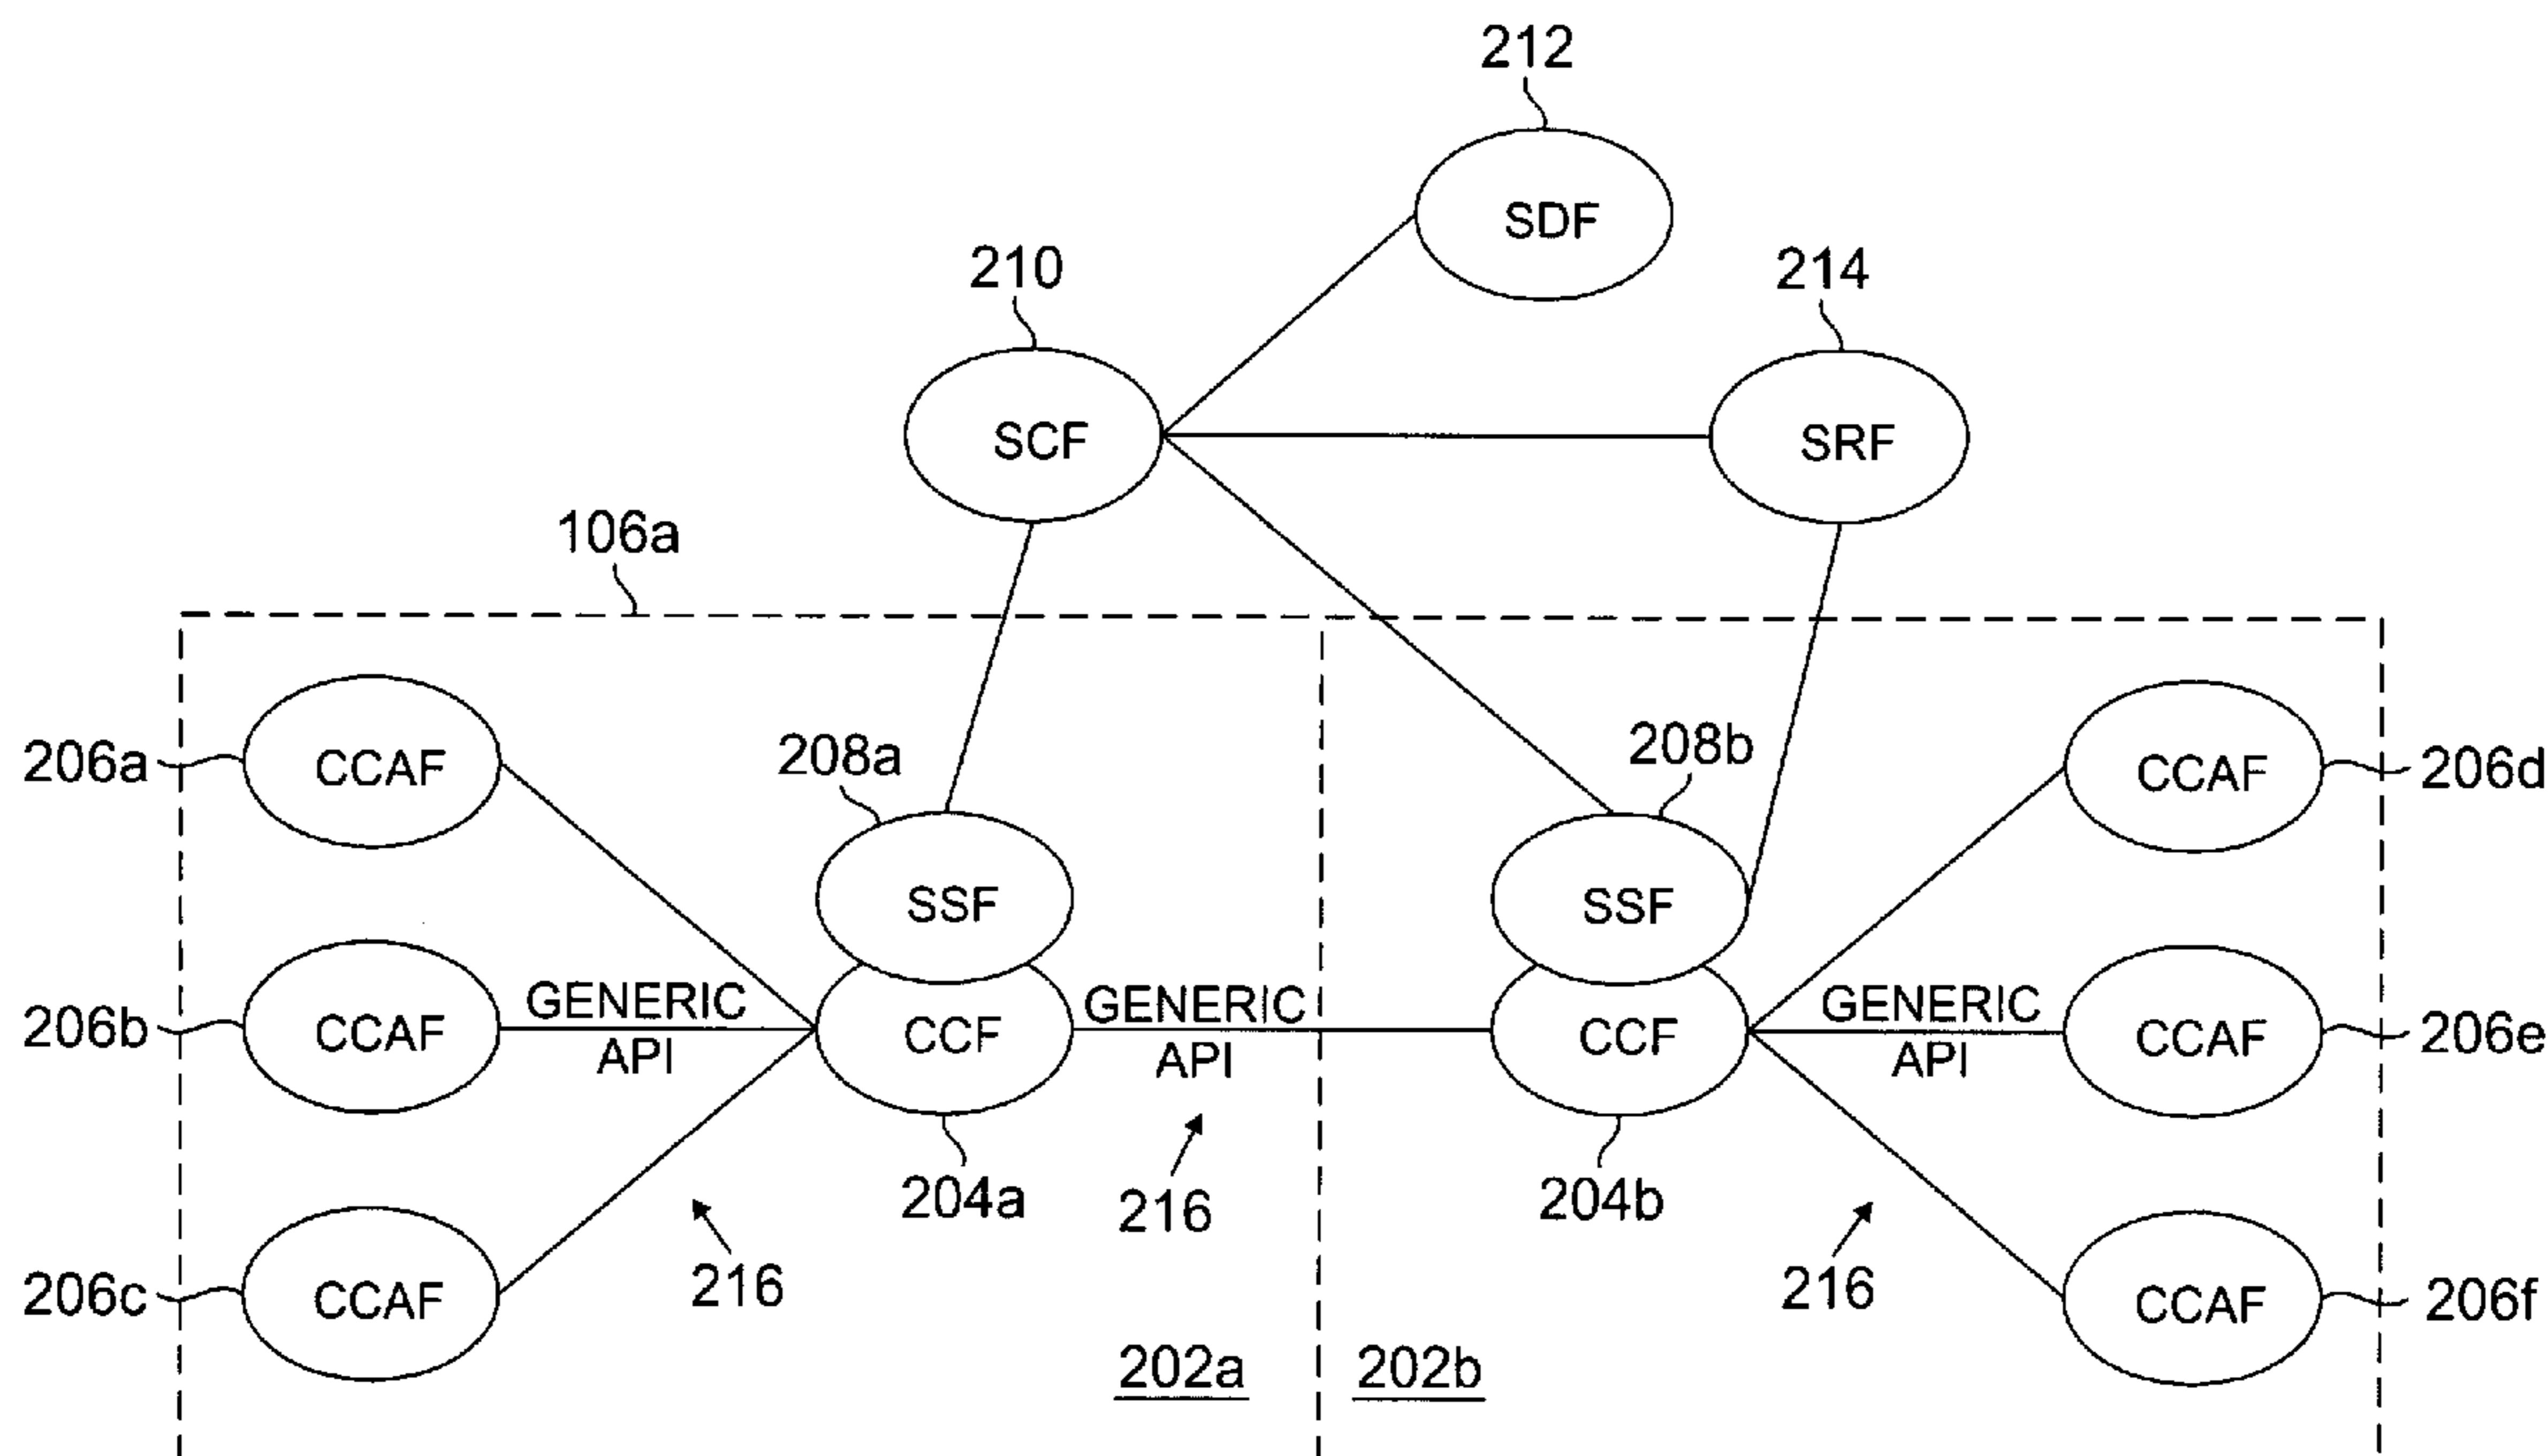 212
SDF
210
214
SCF
SRF
106a
206a
CCAF
208a
208b
CCAF
206d
SSF
SSF
206b
CCAF
GENERIC
API
CCF
GENERIC
API
CCF
GENERIC
API
CCAF
206e
204a
216
204b
216
216
206c
CCAF
CCAF
206f
202a
202b